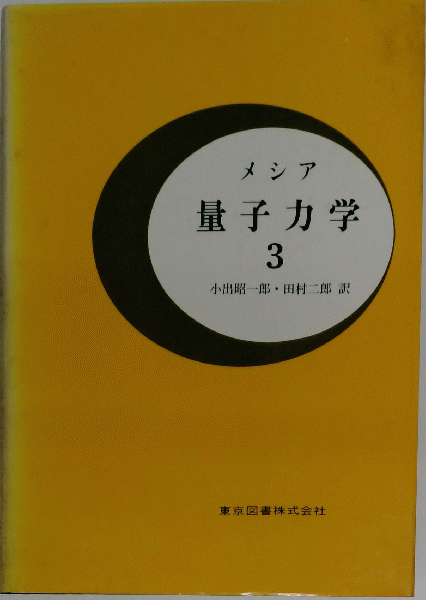 メシア
量子力学
3
小出昭一郎・田村二郎 訳
東京図書株式会社